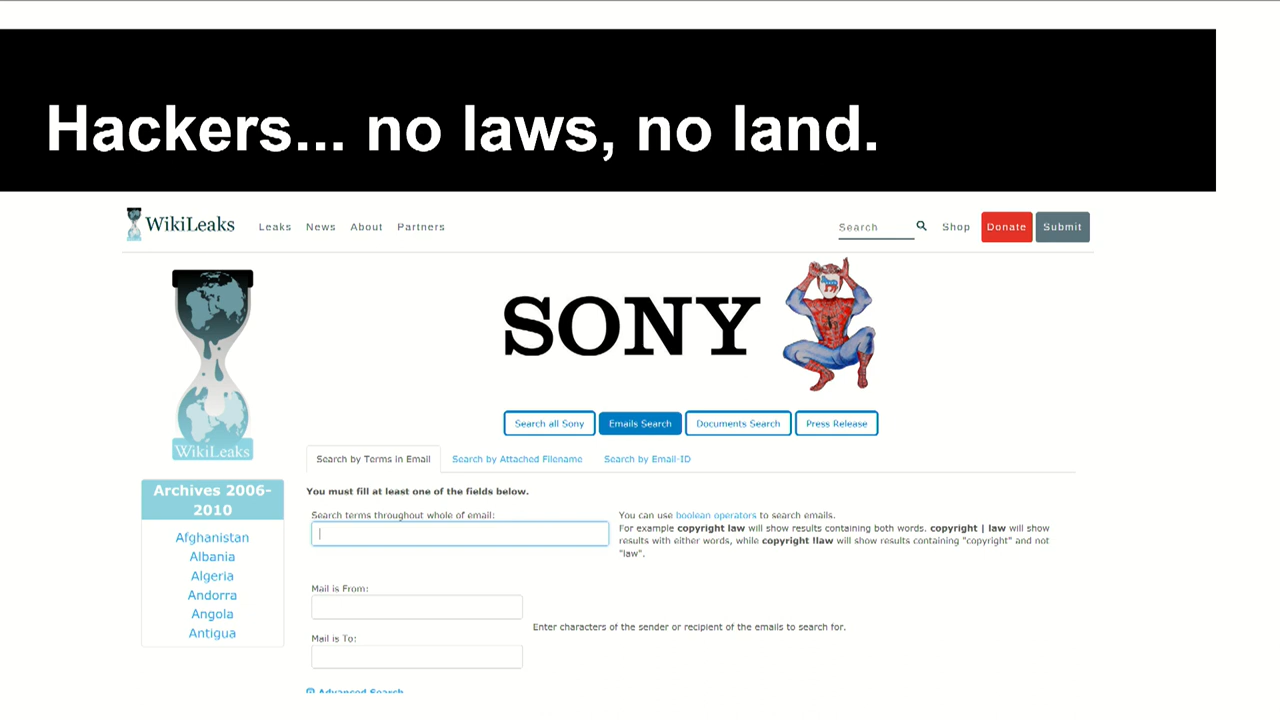 Hackers... no laws, no land.
WikiLeaks
Leaks News About Partners
Search
Shop Donate Submit
SONY
WikiLeaks
Search all Sony Emails Search Documents Search Press Release
Search by Terms in Email Search by Attached Filename Search by Email-ID
Archives 2006-
2010
Afghanistan
Albania
Algeria
Andorra
Angola
Antigua
You must fill at least one of the fields below.
Search terms throughout whole of email:
You can use boolean operators to search emails.
For example copyright law will show results containing both words. copyright | law will show
results with either words, while copyright !law will show results containing "copyright" and not
"law".
Mail is From:
Enter characters of the sender or recipient of the emails to search for.
Mail is To:
Advanced Search